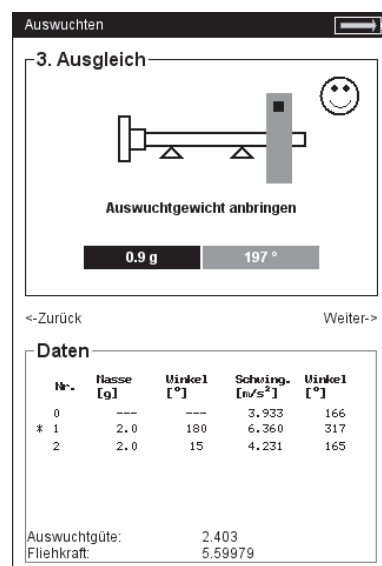 Auswuchten
3. Ausgleich
Auswuchtgewicht anbringen
0.9 g 197 °
<-Zurück Weiter->
Daten
Nr. Masse Winkel Schwing. Winkel
[g] [°] [m/s²] [°]
0 --- --- 3.933 166
* 1 2.0 180 6.360 317
2 2.0 15 4.231 165
Auswuchtgüte: 2.403
Fliehkraft: 5.59979